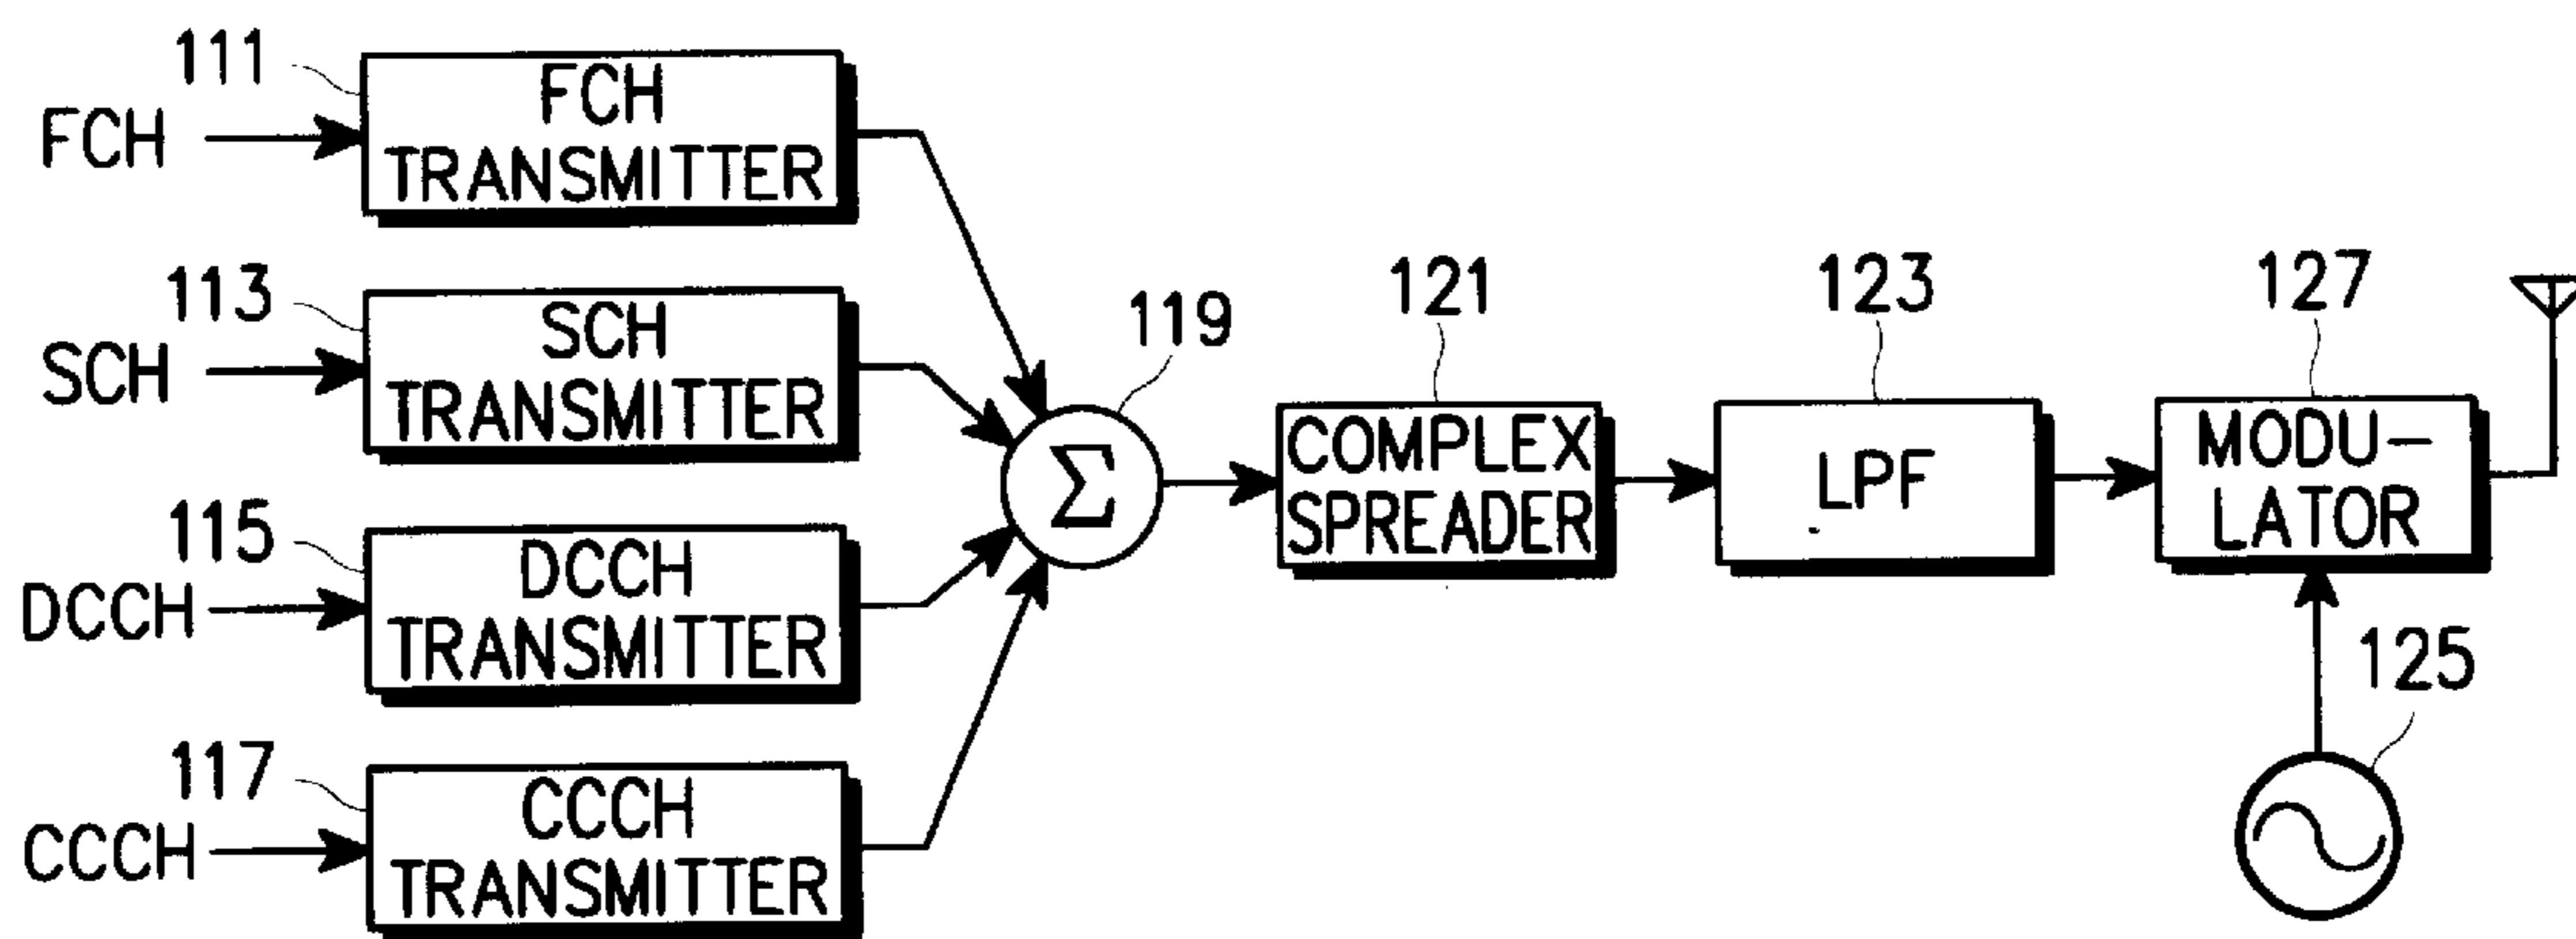 111
FCH
FCH
TRANSMITTER
113
SCH
SCH
TRANSMITTER
115
DCCH
DCCH
TRANSMITTER
117
CCCH
CCCH
TRANSMITTER
119
Σ
121
COMPLEX
SPREADER
123
LPF
127
MODU-
LATOR
125